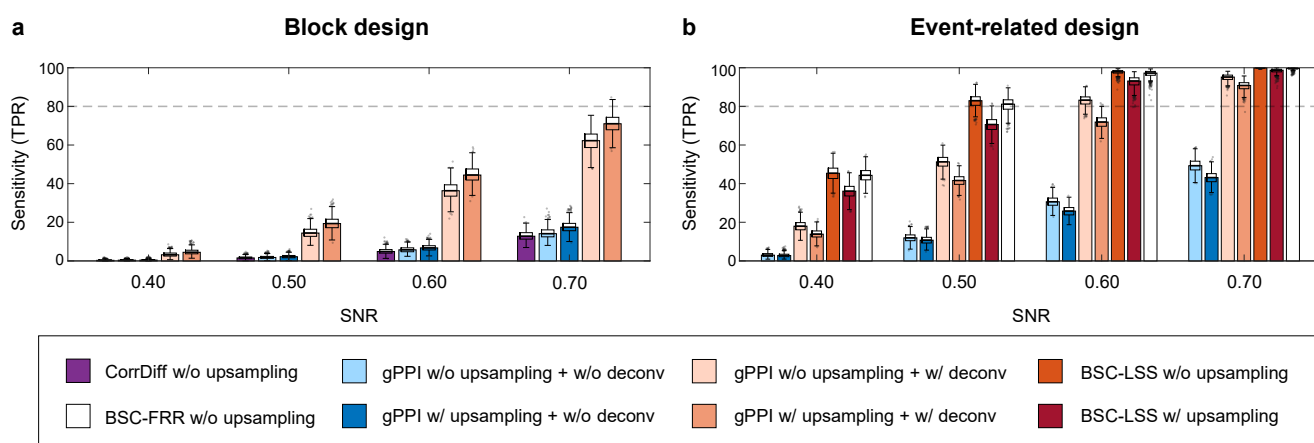 a
Block design
Sensitivity (TPR)
100
80
60
40
20
0
0.40 0.50 0.60 0.70
SNR
b
Event-related design
Sensitivity (TPR)
100
80
60
40
20
0
0.40 0.50 0.60 0.70
SNR
CorrDiff w/o upsampling
gPPI w/o upsampling + w/o deconv
gPPI w/o upsampling + w/ deconv
BSC-LSS w/o upsampling
BSC-FRR w/o upsampling
gPPI w/ upsampling + w/o deconv
gPPI w/ upsampling + w/ deconv
BSC-LSS w/ upsampling